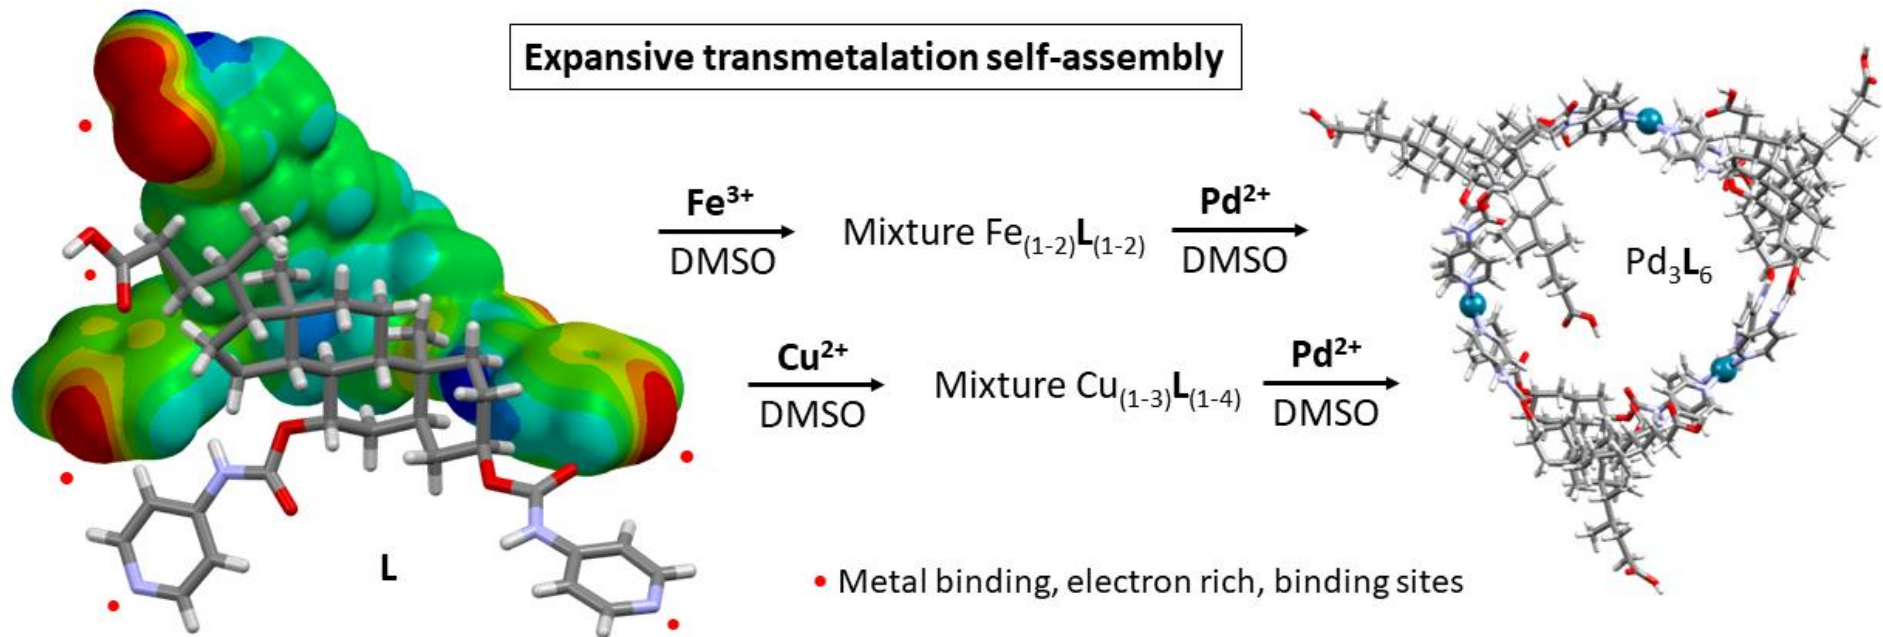 Expansive transmetalation self-assembly
Fe³⁺
DMSO
Mixture Fe₍₁₋₂₎L₍₁₋₂₎
Pd²⁺
DMSO
Pd₃L₆
Cu²⁺
DMSO
Mixture Cu₍₁₋₃₎L₍₁₋₄₎
Pd²⁺
DMSO
L
• Metal binding, electron rich, binding sites